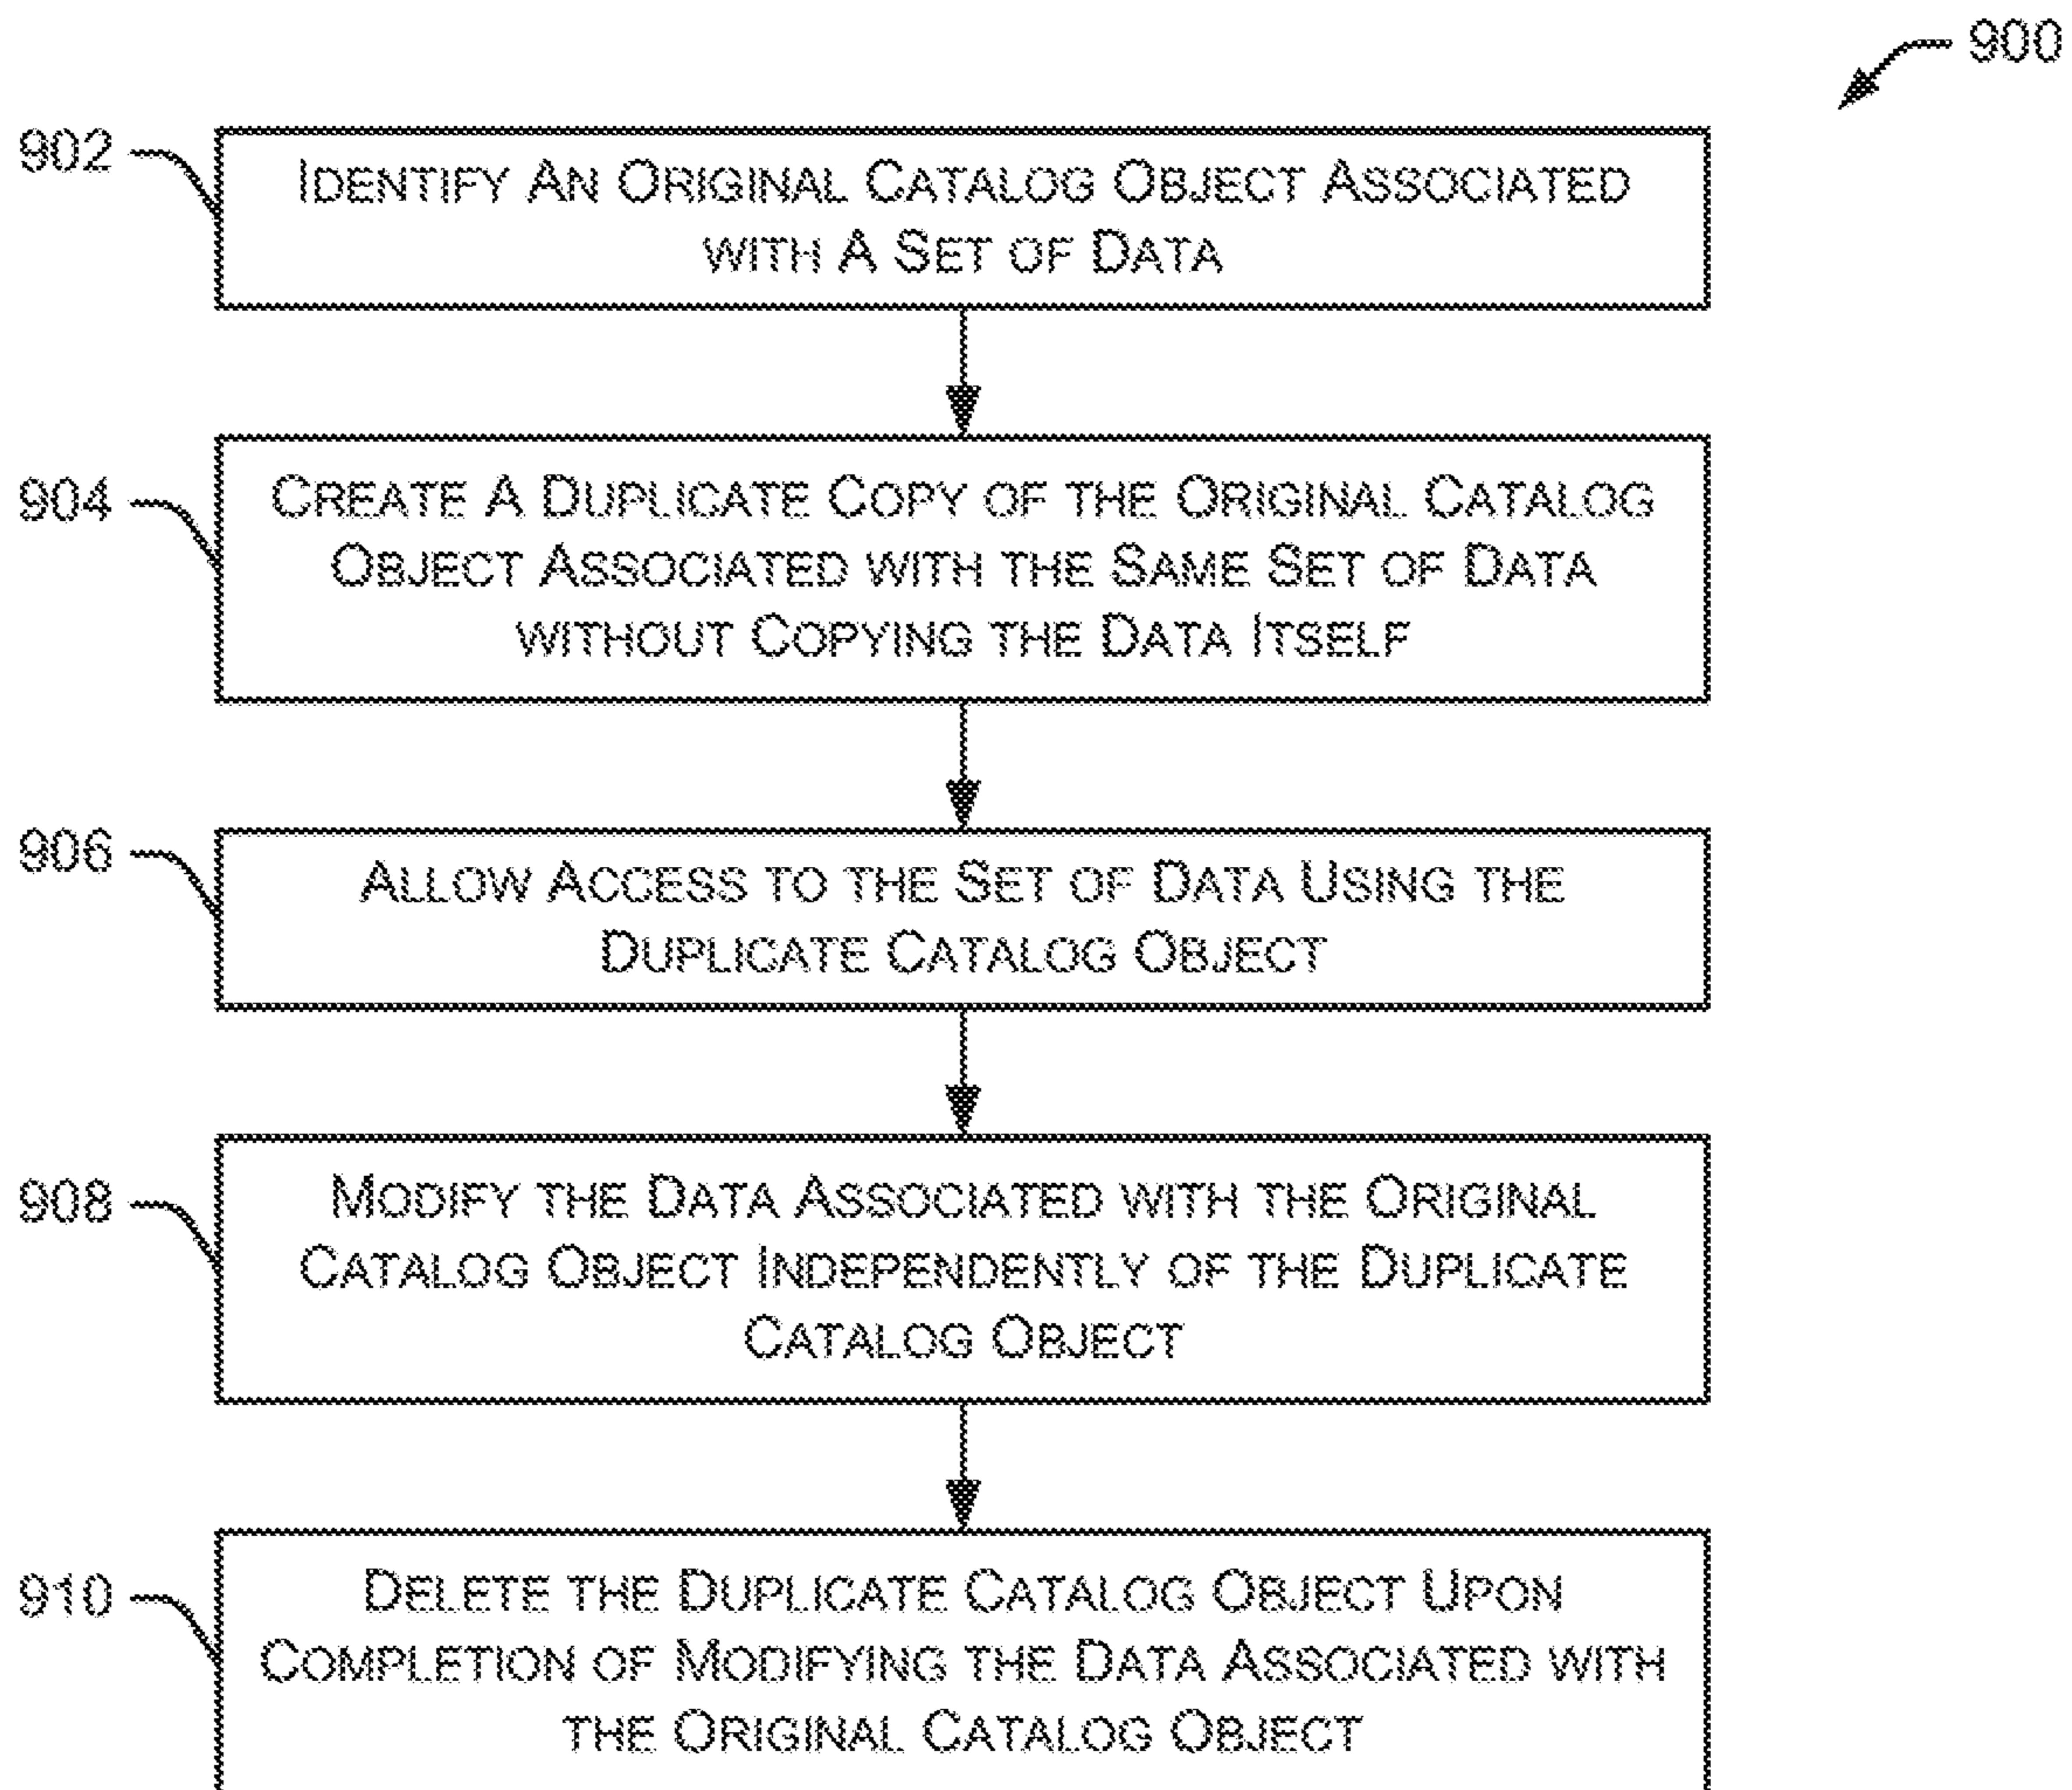 900
902
IDENTIFY AN ORIGINAL CATALOG OBJECT ASSOCIATED
WITH A SET OF DATA
904
CREATE A DUPLICATE COPY OF THE ORIGINAL CATALOG
OBJECT ASSOCIATED WITH THE SAME SET OF DATA
WITHOUT COPYING THE DATA ITSELF
906
ALLOW ACCESS TO THE SET OF DATA USING THE
DUPLICATE CATALOG OBJECT
908
MODIFY THE DATA ASSOCIATED WITH THE ORIGINAL
CATALOG OBJECT INDEPENDENTLY OF THE DUPLICATE
CATALOG OBJECT
910
DELETE THE DUPLICATE CATALOG OBJECT UPON
COMPLETION OF MODIFYING THE DATA ASSOCIATED WITH
THE ORIGINAL CATALOG OBJECT